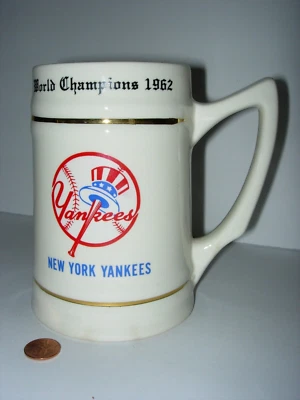 World Champions 1962
Yankees
NEW YORK YANKEES